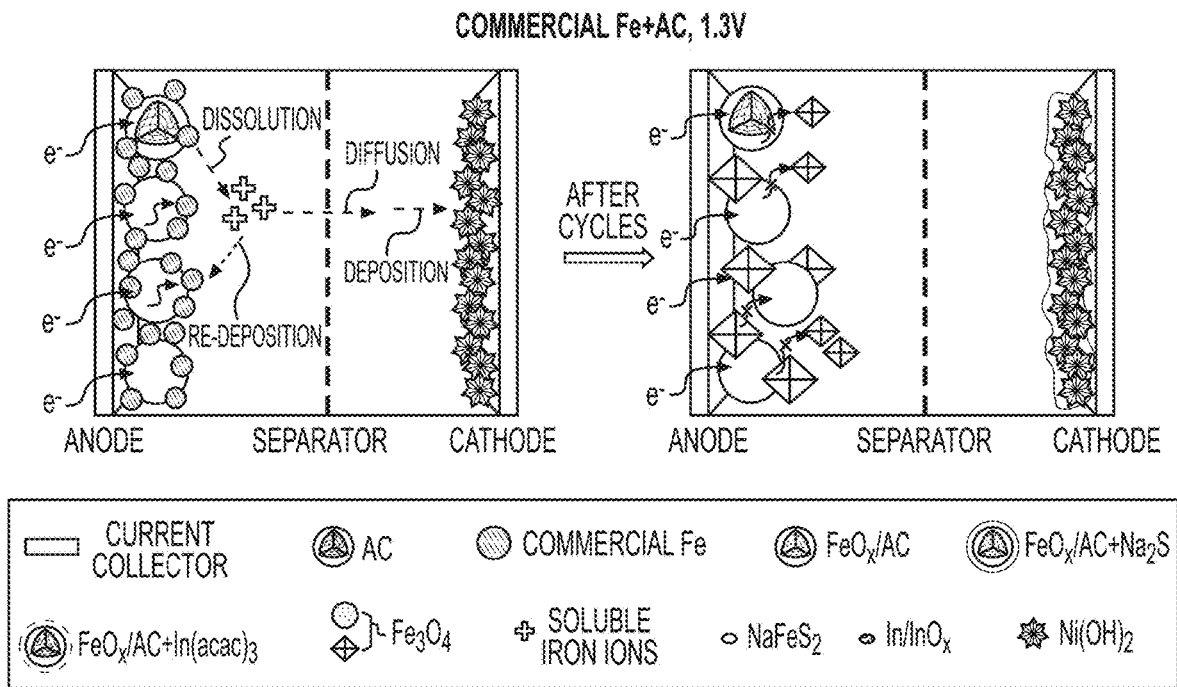 COMMERCIAL Fe+AC, 1.3V
DISSOLUTION
e-
DIFFUSION
e-
DEPOSITION
e-
RE-DEPOSITION
e-
ANODE SEPARATOR CATHODE
AFTER
CYCLES
e-
e-
e-
e-
ANODE SEPARATOR CATHODE
CURRENT
COLLECTOR
AC
COMMERCIAL Fe
FeOₓ/AC
FeOₓ/AC+Na₂S
FeOₓ/AC+In(acac)₃
Fe₃O₄
SOLUBLE
IRON IONS
NaFeS₂
In/InOₓ
Ni(OH)₂